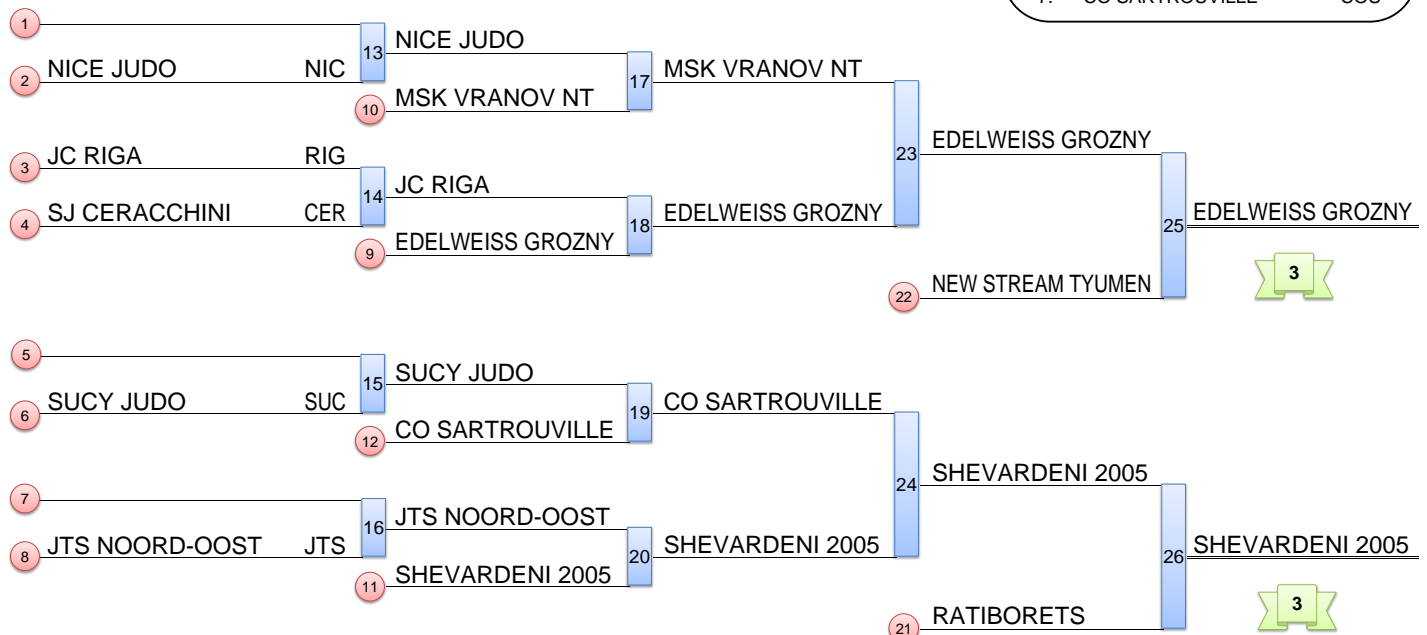 7. CO SARTROUVILLE COS
1
13 NICE JUDO
2 NICE JUDO NIC
17 MSK VRANOV NT
10 MSK VRANOV NT
3 JC RIGA RIG
23 EDELWEISS GROZNY
14 JC RIGA
4 SJ CERACCHINI CER
18 EDELWEISS GROZNY
25 EDELWEISS GROZNY
9 EDELWEISS GROZNY
3
22 NEW STREAM TYUMEN
5
15 SUCY JUDO
6 SUCY JUDO SUC
19 CO SARTROUVILLE
12 CO SARTROUVILLE
24 SHEVARDENI 2005
7
16 JTS NOORD-OOST
8 JTS NOORD-OOST JTS
20 SHEVARDENI 2005
26 SHEVARDENI 2005
11 SHEVARDENI 2005
3
21 RATIBORETS